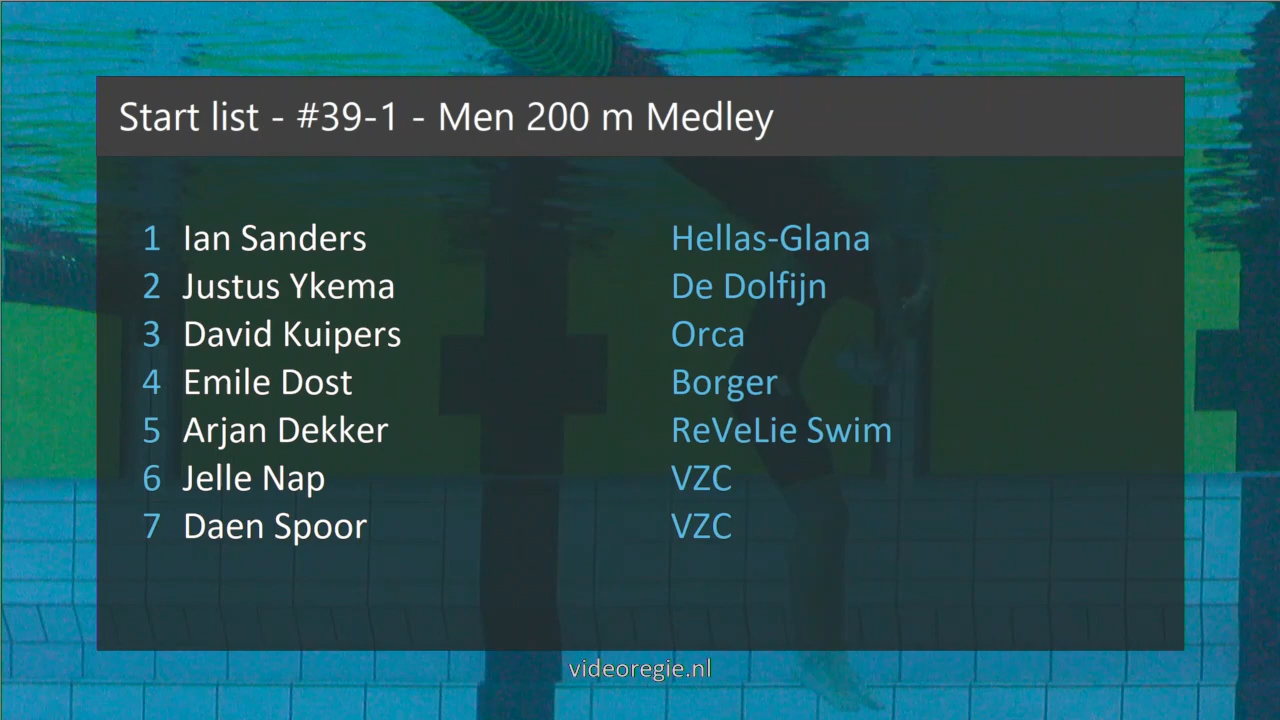 Start list - #39-1 - Men 200 m Medley
1 Ian Sanders Hellas-Glana
2 Justus Ykema De Dolfijn
3 David Kuipers Orca
4 Emile Dost Borger
5 Arjan Dekker ReVeLie Swim
6 Jelle Nap VZC
7 Daen Spoor VZC
videoregie.nl